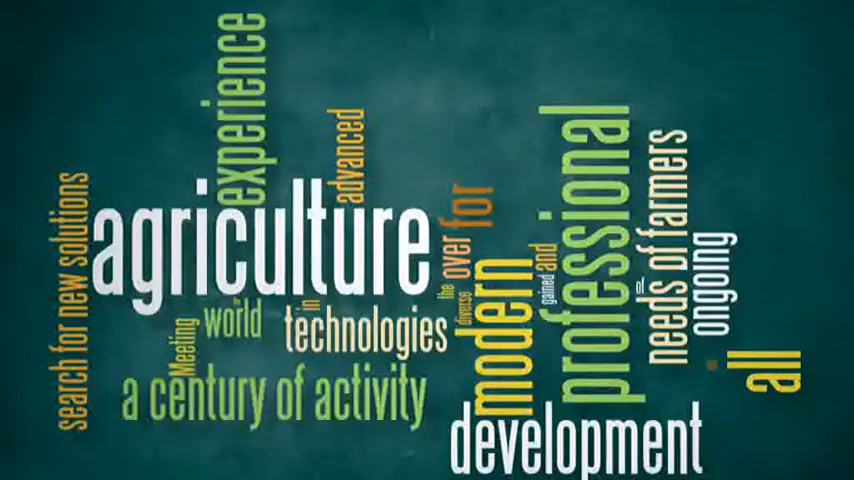 experience
advanced
search for new solutions
agriculture
for
over
the
diverse
professional
needs of farmers
ongoing
of
and
gained
modern
in
world
technologies
Meeting
a century of activity
all
development